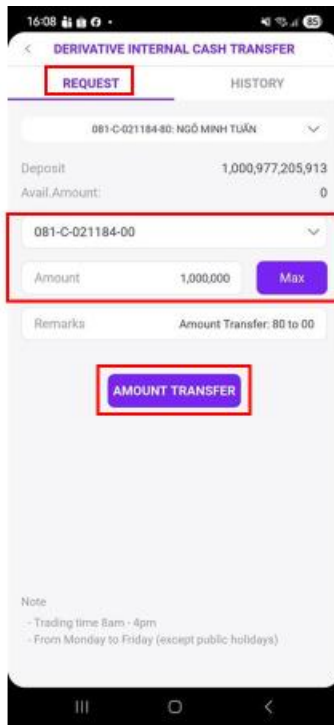 16:08
85
DERIVATIVE INTERNAL CASH TRANSFER
REQUEST HISTORY
081-C-021184-80: NGÔ MINH TUẤN
Deposit 1,000,977,205,913
Avail.Amount: 0
081-C-021184-00
Amount 1,000,000 Max
Remarks Amount Transfer: 80 to 00
AMOUNT TRANSFER
Note
- Trading time 8am - 4pm
- From Monday to Friday (except public holidays)